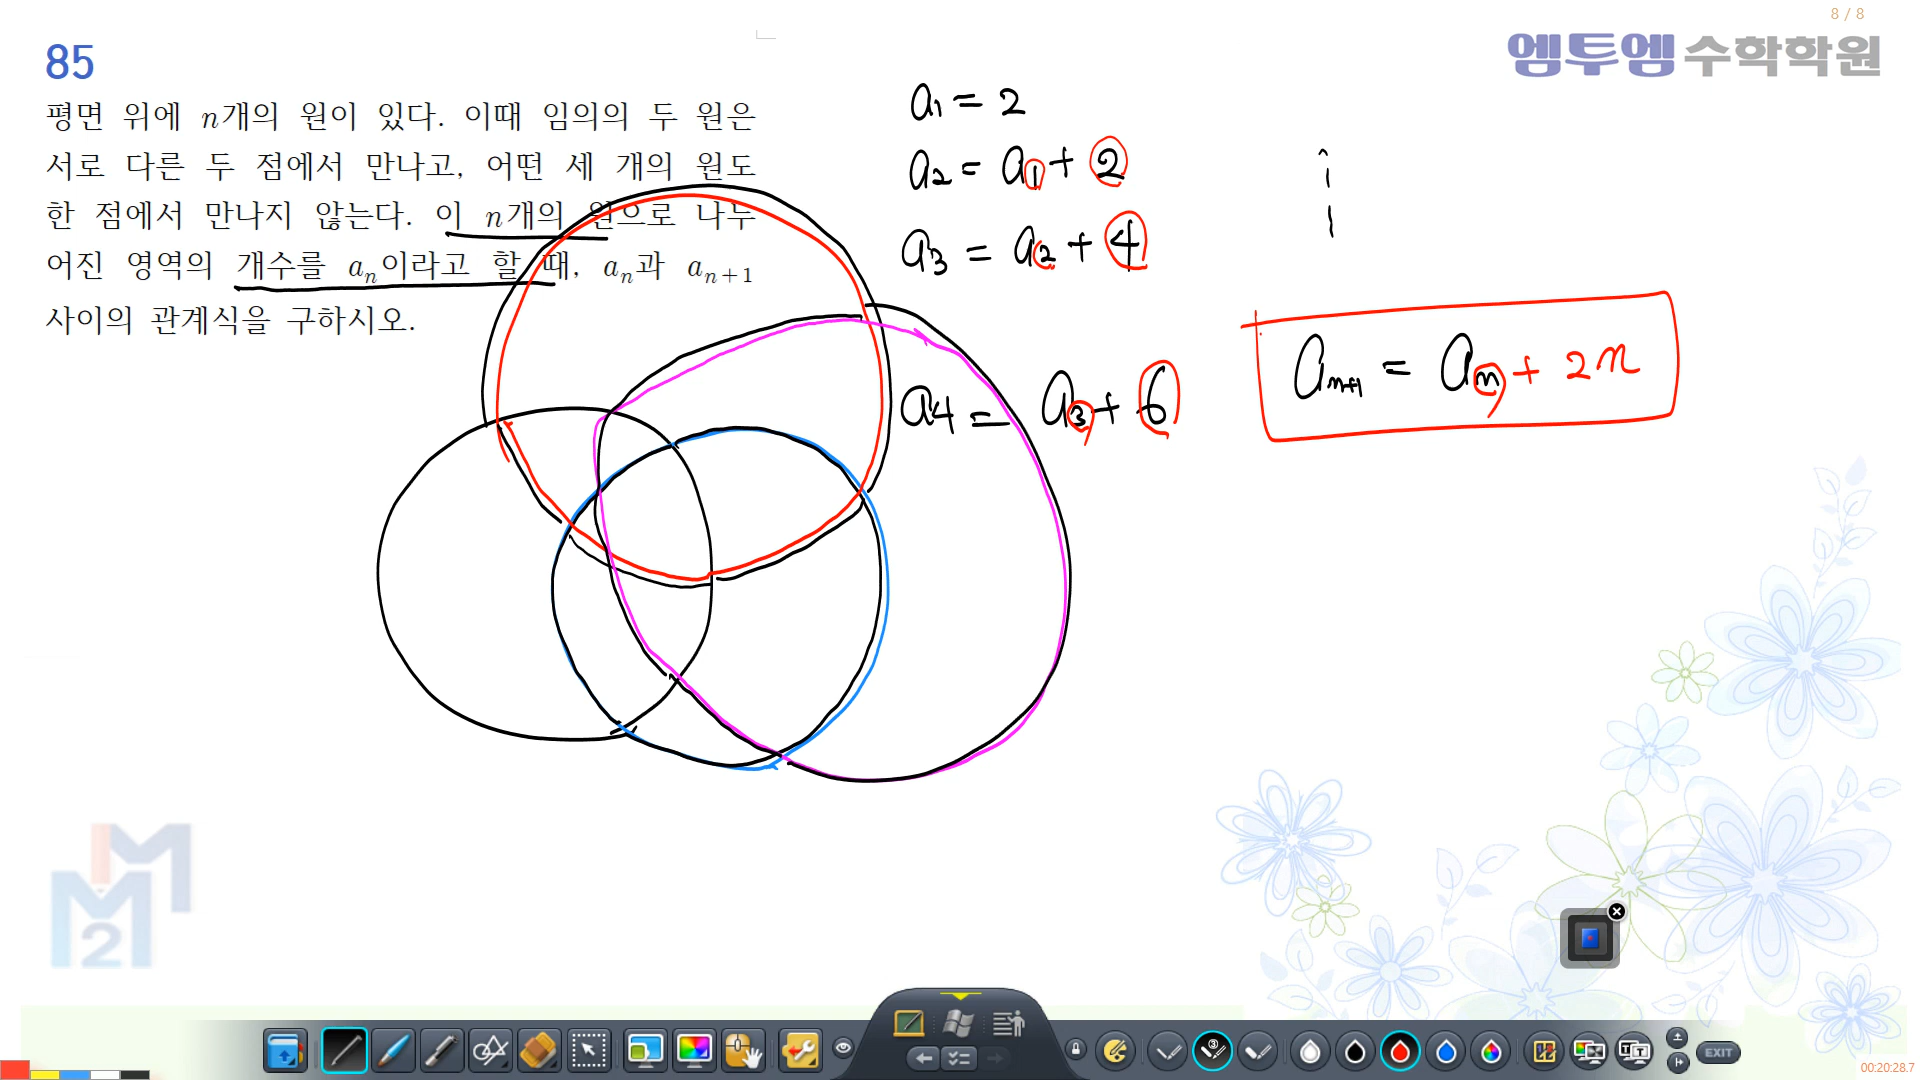 8 / 8
85
엠투엠 수학학원
평면 위에 n개의 원이 있다. 이때 임의의 두 원은
서로 다른 두 점에서 만나고, 어떤 세 개의 원도
한 점에서 만나지 않는다. 이 n개의 원으로 나누
어진 영역의 개수를 aₙ이라고 할 때, aₙ과 aₙ₊₁
사이의 관계식을 구하시오.
a₁ = 2
a₂ = a₁ + 2
a₃ = a₂ + 4
a₄ = a₃ + 6
aₙ₊₁ = aₙ + 2n
M2M
EXIT
00:20:28.7